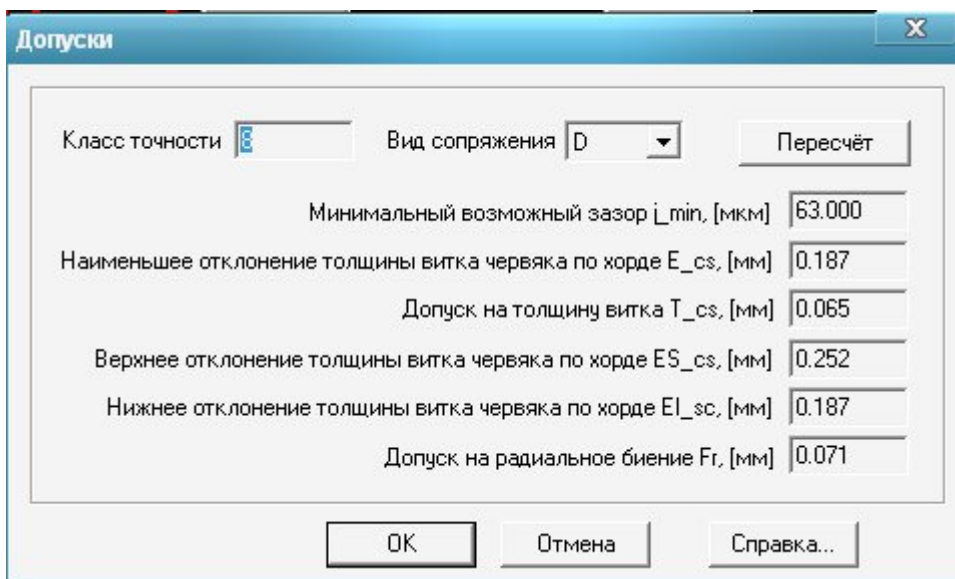 Допуски
Класс точности 8 Вид сопряжения D Пересчёт
Минимальный возможный зазор j_min, [мкм] 63.000
Наименьшее отклонение толщины витка червяка по хорде E_cs, [мм] 0.187
Допуск на толщину витка T_cs, [мм] 0.065
Верхнее отклонение толщины витка червяка по хорде ES_cs, [мм] 0.252
Нижнее отклонение толщины витка червяка по хорде EI_sc, [мм] 0.187
Допуск на радиальное биение Fr, [мм] 0.071
OK Отмена Справка...